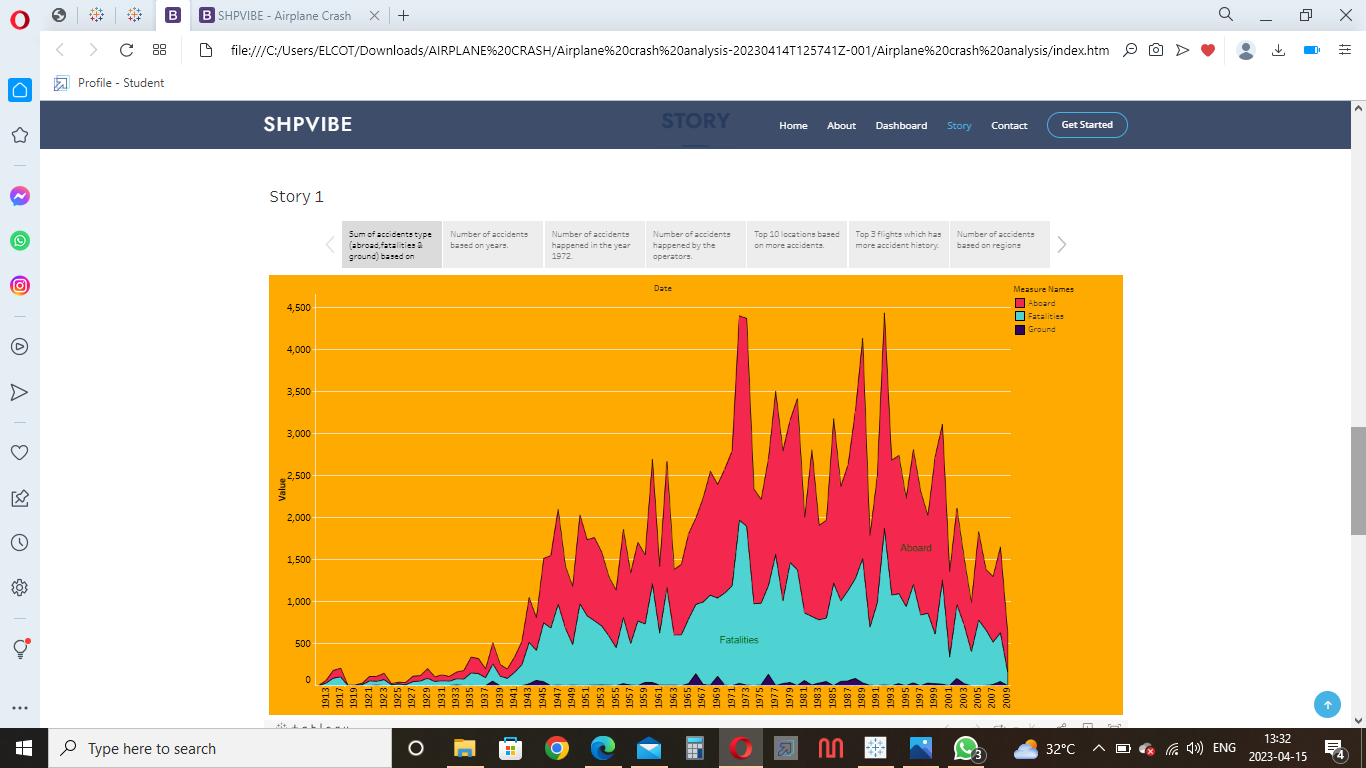 SHPVIBE - Airplane Crash
file:///C:/Users/ELCOT/Downloads/AIRPLANE%20CRASH/Airplane%20crash%20analysis-20230414T125741Z-001/Airplane%20crash%20analysis/index.htm
Profile - Student
SHPVIBE
STORY
Home About Dashboard Story Contact Get Started
Story 1
Sum of accidents type
(abroad,fatalities &
ground) based on
Number of accidents
based on years.
Number of accidents
happened in the year
1972.
Number of accidents
happened by the
operators.
Top 10 locations based
on more accidents.
Top 3 flights which has
more accident history.
Number of accidents
based on regions
Date
Measure Names
Aboard
Fatalities
Ground
Value
4,500
4,000
3,500
3,000
2,500
2,000
1,500
1,000
500
0
Aboard
Fatalities
1913 1917 1919 1921 1923 1925 1927 1929 1931 1933 1935 1937 1939 1941 1943 1945 1947 1949 1951 1953 1955 1957 1959 1961 1963 1965 1967 1969 1971 1973 1975 1977 1979 1981 1983 1985 1987 1989 1991 1993 1995 1997 1999 2001 2003 2005 2007 2009
Type here to search
3
32°C
ENG
13:32
2023-04-15
4